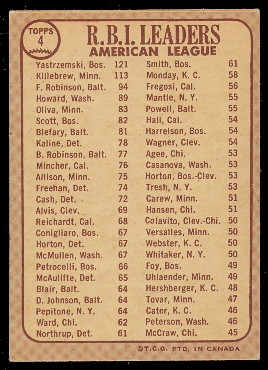 TOPPS
4
R.B.I. LEADERS
AMERICAN LEAGUE
Yastrzemski, Bos. 121
Killebrew, Minn. 113
F. Robinson, Balt 94
Howard, Wash. 89
Oliva, Minn. 83
Scott, Bos. 82
Blefary, Balt 81
Kaline, Det. 78
B. Robinson, Balt 77
Mincher, Cal. 76
Allison, Minn. 75
Freehan, Det. 74
Cash, Det. 72
Alvis, Clev. 69
Reichardt, Cal. 68
Conigliaro, Bos. 67
Horton, Det. 67
McMullen, Wash 67
Petrocelli, Bos. 66
McAuliffe, Det. 65
Blair, Balt 64
D. Johnson, Balt 64
Pepitone, N.Y. 64
Ward, Chi. 62
Northrup, Det. 61
Smith, Bos. 61
Monday, K. C. 58
Fregosi, Cal. 56
Mantle, N.Y. 55
Powell, Balt. 55
Hall, Cal. 55
Harrelson, Bos. 54
Wagner, Clev. 54
Agee, Chi. 53
Casanova, Wash. 53
Horton, Bos.-Clev. 53
Tresh, N.Y. 53
Carew, Minn. 51
Hansen, Chi. 51
Colavito, Clev.-Chi. 50
Versalles, Minn. 50
Webster, K. C. 50
Whitaker, N.Y. 50
Foy, Bos. 49
Uhlaender, Minn. 49
Hershberger, K. C. 48
Tovar, Minn. 47
Cater, K. C. 46
Peterson, Wash. 46
McCraw, Chi. 45
© T.C.G. PTD. IN CANADA